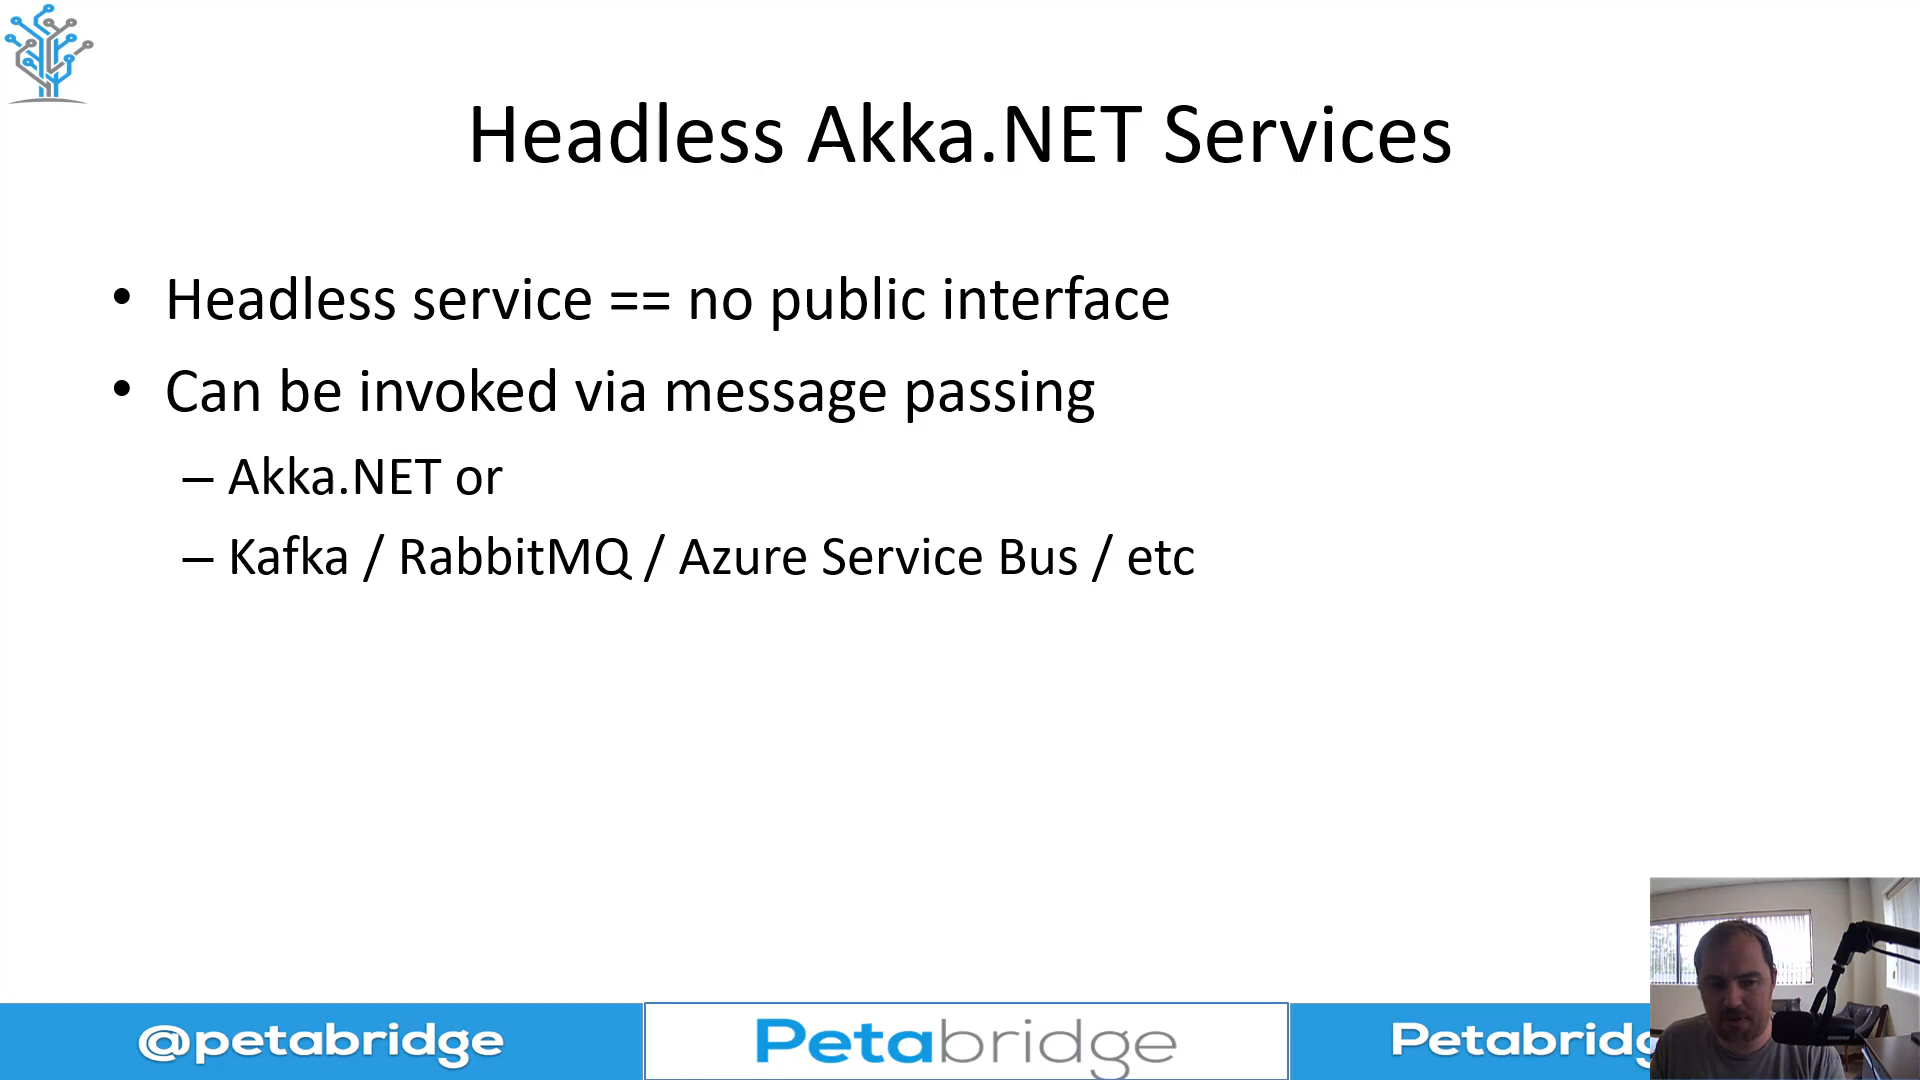 Headless Akka.NET Services
• Headless service == no public interface
• Can be invoked via message passing
– Akka.NET or
– Kafka / RabbitMQ / Azure Service Bus / etc
@petabridge
Petabridge